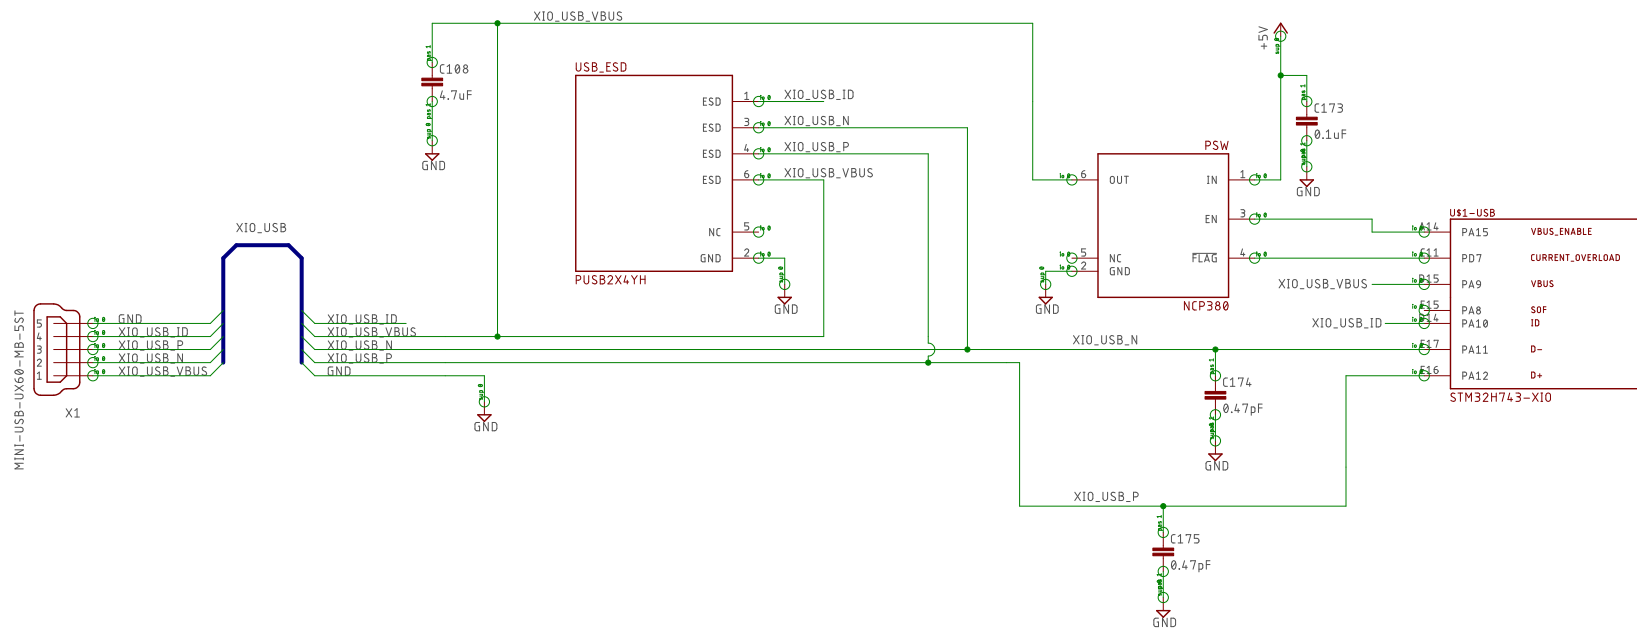 XIO_USB_VBUS
+5V
USB_ESD
C108
4.7uF
GND
ESD 1 XIO_USB_ID
ESD 3 XIO_USB_N
ESD 4 XIO_USB_P
ESD 6 XIO_USB_VBUS
NC 5
GND 2
PUSB2X4YH
GND
C173
0.1uF
GND
PSW
6 OUT IN 1
EN 3
5 NC FLAG 4
2 GND
NCP380
GND
U$1-USB
PA15 VBUS_ENABLE
PD7 CURRENT_OVERLOAD
XIO_USB_VBUS PA9 VBUS
PA8 SOF
XIO_USB_ID PA10 ID
PA11 D-
PA12 D+
STM32H743-XIO
XIO_USB
MINI-USB-UX60-MB-5ST
5 GND
4 XIO_USB_ID
3 XIO_USB_P
2 XIO_USB_N
1 XIO_USB_VBUS
X1
XIO_USB_ID
XIO_USB_VBUS
XIO_USB_N
XIO_USB_P
GND
GND
XIO_USB_N
C174
0.47pF
GND
XIO_USB_P
C175
0.47pF
GND